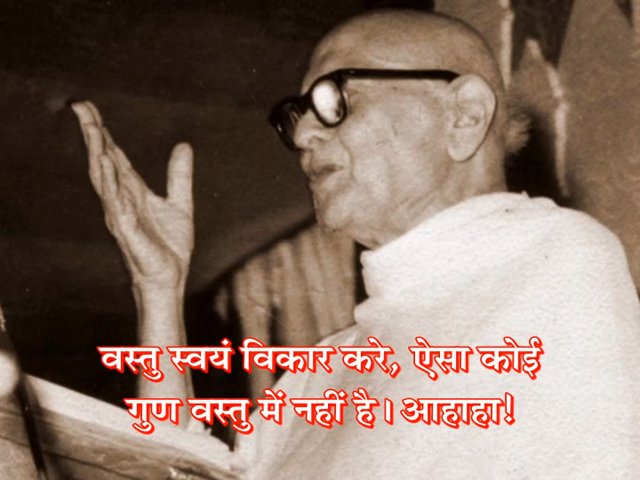 वस्तु स्वयं विकार करे, ऐसा कोई
गुण वस्तु में नहीं है। आहाहा!